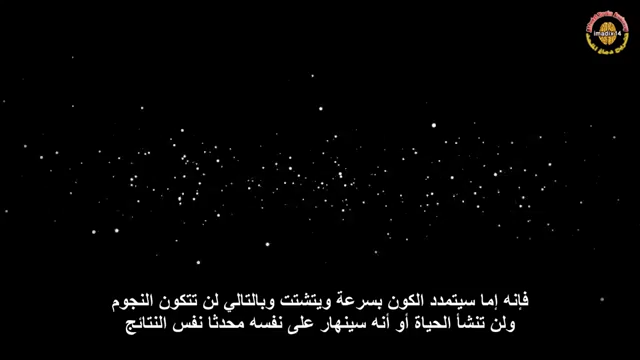 imadix14
فإنه إما سيتمدد الكون بسرعة ويتشتت وبالتالي لن تتكون النجوم
ولن تنشأ الحياة أو أنه سينهار على نفسه محدثا نفس النتائج